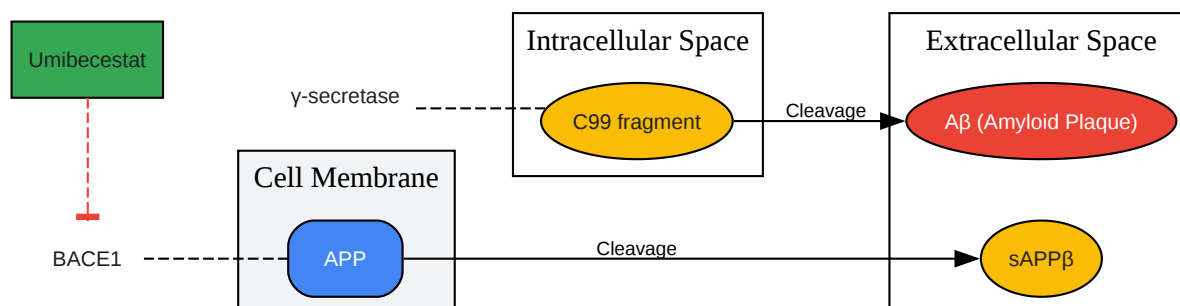 Umibecestat
Intracellular Space
Extracellular Space
γ-secretase
C99 fragment
Cleavage
Aβ (Amyloid Plaque)
Cell Membrane
BACE1
APP
Cleavage
sAPPβ